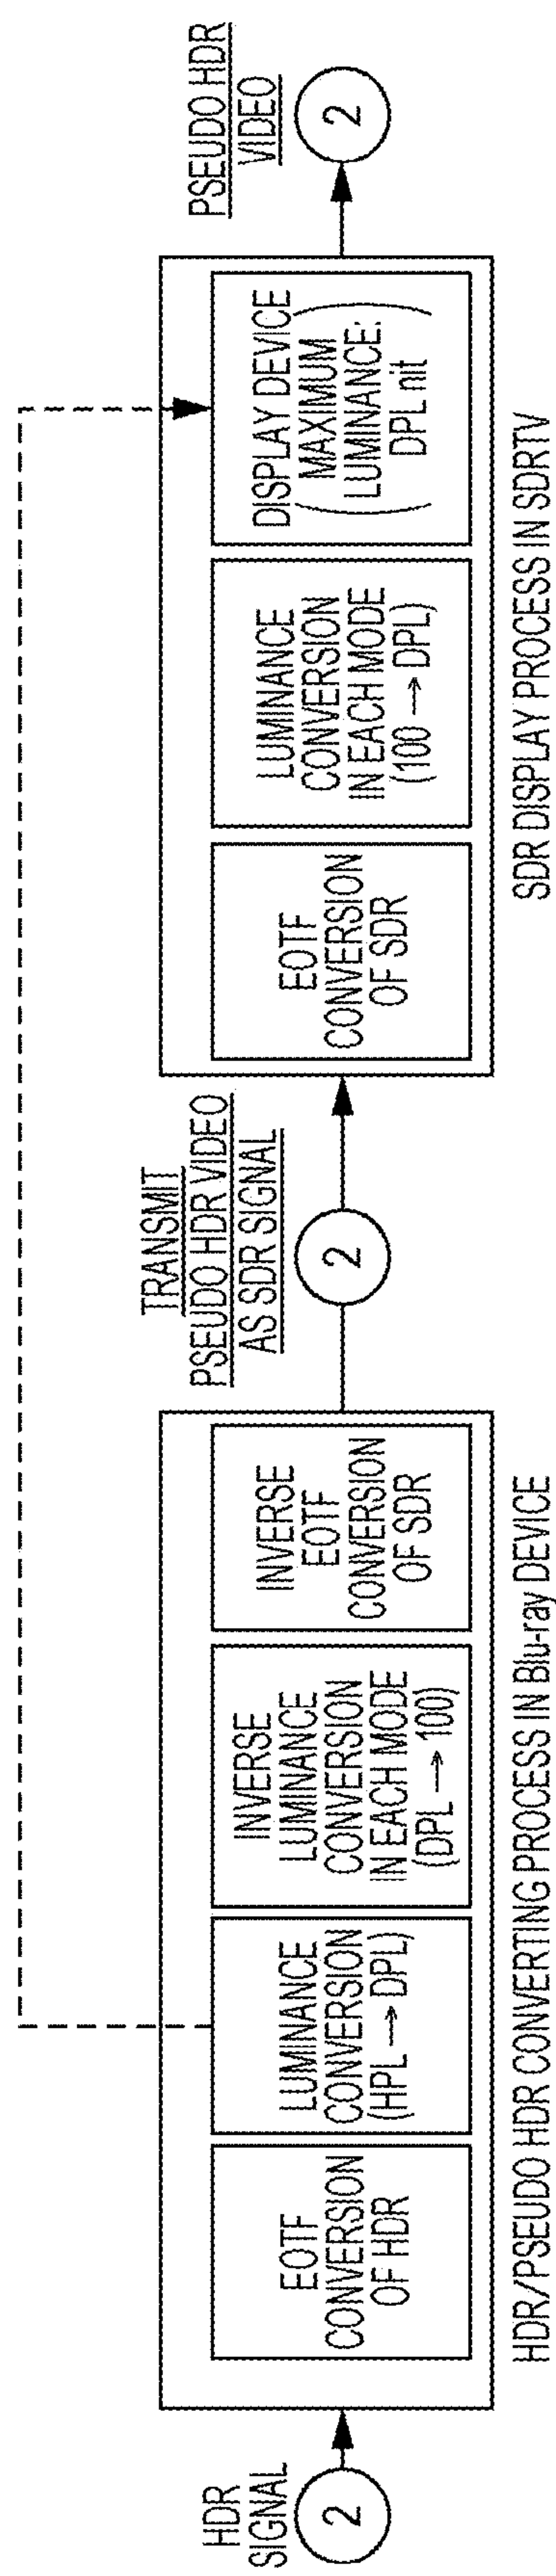 HDR
SIGNAL
2
EOTF
CONVERSION
OF HDR
LUMINANCE
CONVERSION
(HPL → DPL)
INVERSE
LUMINANCE
CONVERSION
IN EACH MODE
(DPL → 100)
INVERSE
EOTF
CONVERSION
OF SDR
HDR/PSEUDO HDR CONVERTING PROCESS IN Blu-ray DEVICE
TRANSMIT
PSEUDO HDR VIDEO
AS SDR SIGNAL
2
EOTF
CONVERSION
OF SDR
LUMINANCE
CONVERSION
IN EACH MODE
(100 → DPL)
DISPLAY DEVICE
(MAXIMUM
LUMINANCE:
DPL nit)
SDR DISPLAY PROCESS IN SDRTV
PSEUDO HDR
VIDEO
2